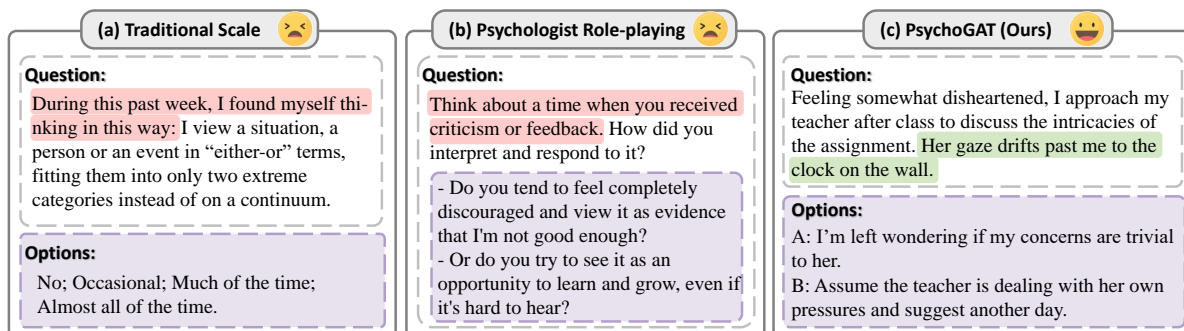 (a) Traditional Scale
Question:
During this past week, I found myself thi-
nking in this way: I view a situation, a
person or an event in “either-or” terms,
fitting them into only two extreme
categories instead of on a continuum.
Options:
No; Occasional; Much of the time;
Almost all of the time.
(b) Psychologist Role-playing
Question:
Think about a time when you received
criticism or feedback. How did you
interpret and respond to it?
- Do you tend to feel completely
discouraged and view it as evidence
that I'm not good enough?
- Or do you try to see it as an
opportunity to learn and grow, even if
it's hard to hear?
(c) PsychoGAT (Ours)
Question:
Feeling somewhat disheartened, I approach my
teacher after class to discuss the intricacies of
the assignment. Her gaze drifts past me to the
clock on the wall.
Options:
A: I’m left wondering if my concerns are trivial
to her.
B: Assume the teacher is dealing with her own
pressures and suggest another day.